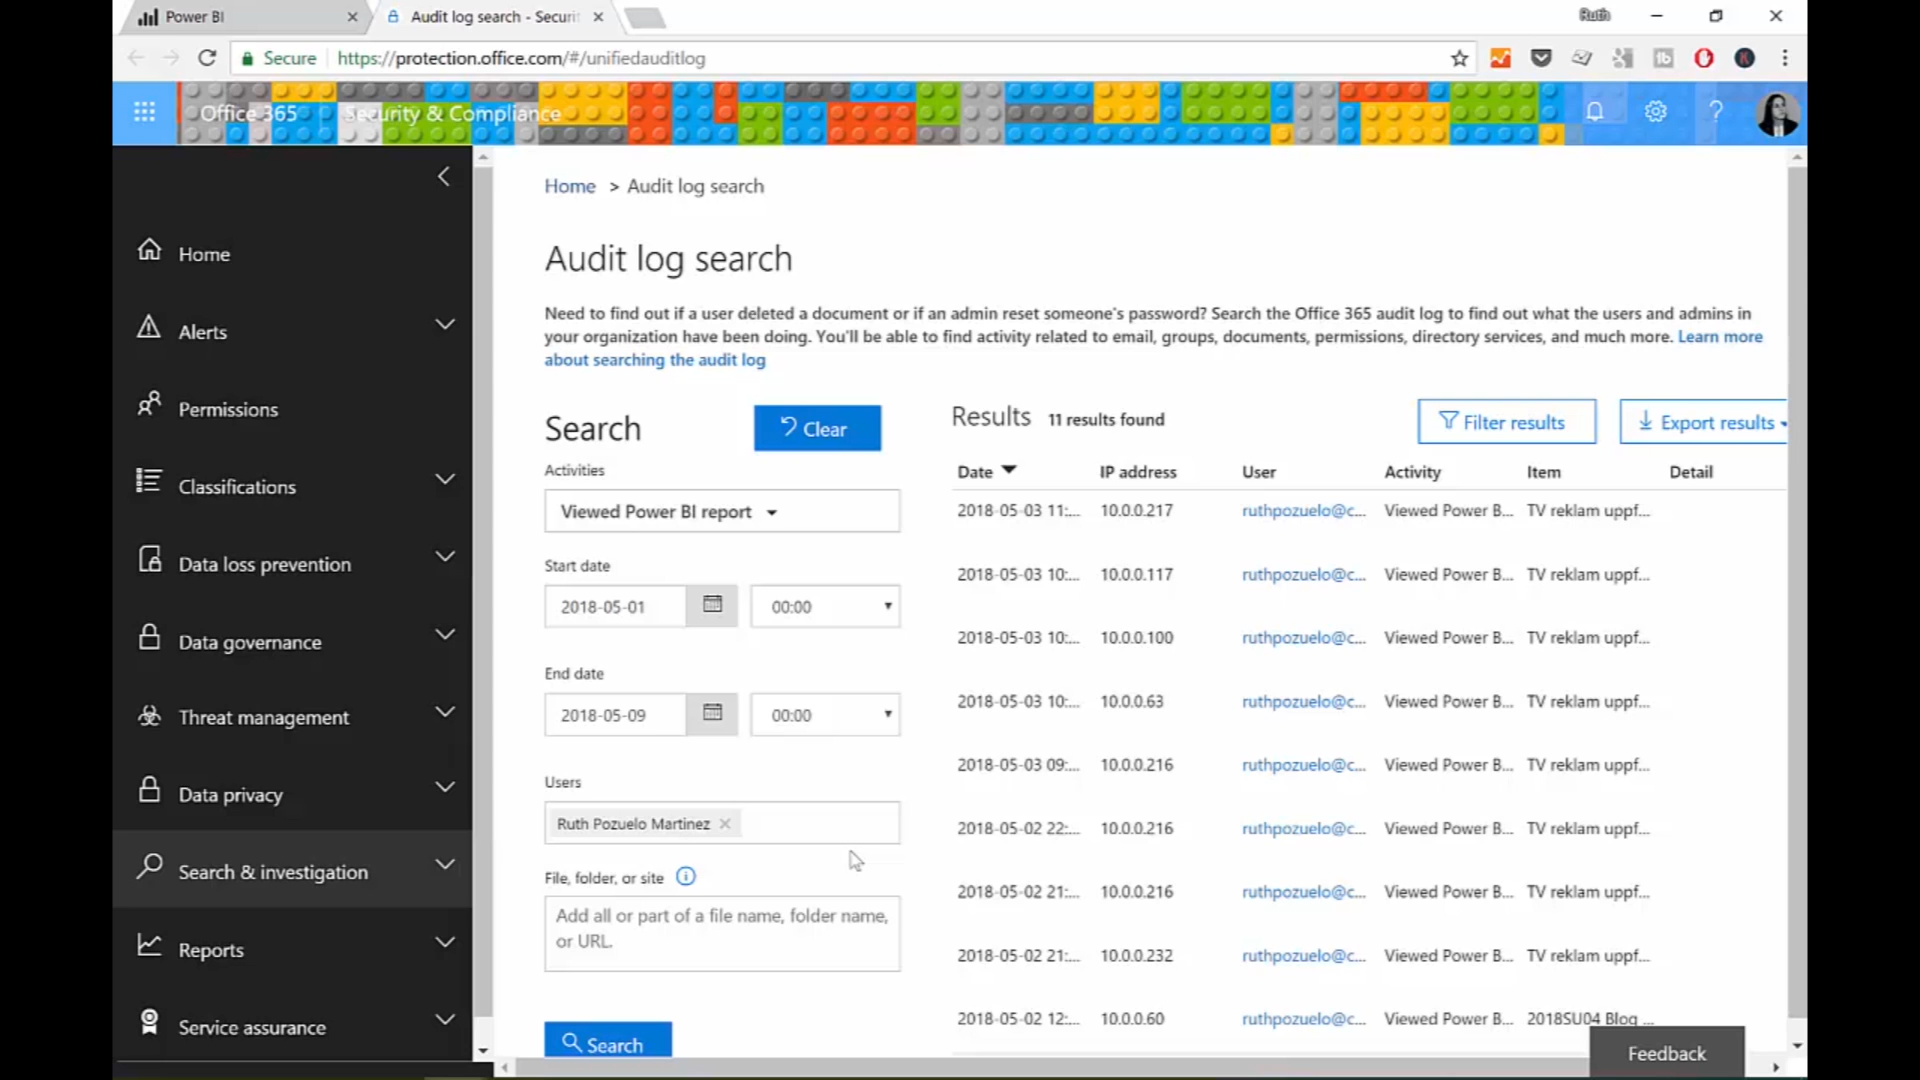 Power BI
Audit log search - Securi
Ruth
Secure
https://protection.office.com/#/unifiedauditlog
Office 365
Security & Compliance
?
Home
Alerts
Permissions
Classifications
Data loss prevention
Data governance
Threat management
Data privacy
Search & investigation
Reports
Service assurance
Home > Audit log search
Audit log search
Need to find out if a user deleted a document or if an admin reset someone's password? Search the Office 365 audit log to find out what the users and admins in
your organization have been doing. You'll be able to find activity related to email, groups, documents, permissions, directory services, and much more. Learn more
about searching the audit log
Search
Clear
Activities
Viewed Power BI report
Start date
2018-05-01
00:00
End date
2018-05-09
00:00
Users
Ruth Pozuelo Martinez
File, folder, or site
Add all or part of a file name, folder name,
or URL.
Search
Results 11 results found
Filter results
Export results
Date IP address User Activity Item Detail
2018-05-03 11:... 10.0.0.217 ruthpozuelo@c... Viewed Power B... TV reklam uppf...
2018-05-03 10:... 10.0.0.117 ruthpozuelo@c... Viewed Power B... TV reklam uppf...
2018-05-03 10:... 10.0.0.100 ruthpozuelo@c... Viewed Power B... TV reklam uppf...
2018-05-03 10:... 10.0.0.63 ruthpozuelo@c... Viewed Power B... TV reklam uppf...
2018-05-03 09:... 10.0.0.216 ruthpozuelo@c... Viewed Power B... TV reklam uppf...
2018-05-02 22:... 10.0.0.216 ruthpozuelo@c... Viewed Power B... TV reklam uppf...
2018-05-02 21:... 10.0.0.216 ruthpozuelo@c... Viewed Power B... TV reklam uppf...
2018-05-02 21:... 10.0.0.232 ruthpozuelo@c... Viewed Power B... TV reklam uppf...
2018-05-02 12:... 10.0.0.60 ruthpozuelo@c... Viewed Power B... 2018SU04 Blog ...
Feedback